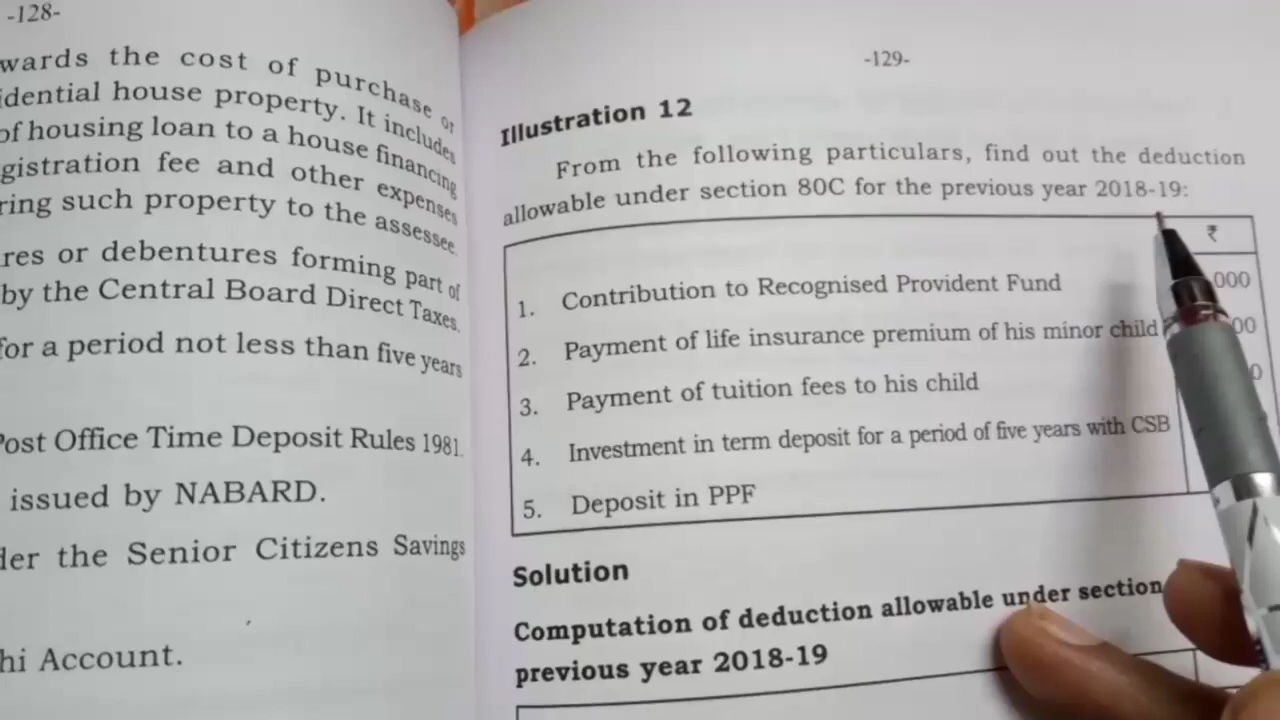 -128-
wards the cost of purchase or
idential house property. It includes
of housing loan to a house financing
gistration fee and other expenses
ring such property to the assessee.
res or debentures forming part of
by the Central Board Direct Taxes.
for a period not less than five years
Post Office Time Deposit Rules 1981.
issued by NABARD.
der the Senior Citizens Savings
hi Account.
-129-
Illustration 12
From the following particulars, find out the deduction
allowable under section 80C for the previous year 2018-19:
₹
1. Contribution to Recognised Provident Fund 000
2. Payment of life insurance premium of his minor child 00
3. Payment of tuition fees to his child 0
4. Investment in term deposit for a period of five years with CSB
5. Deposit in PPF
Solution
Computation of deduction allowable under section
previous year 2018-19